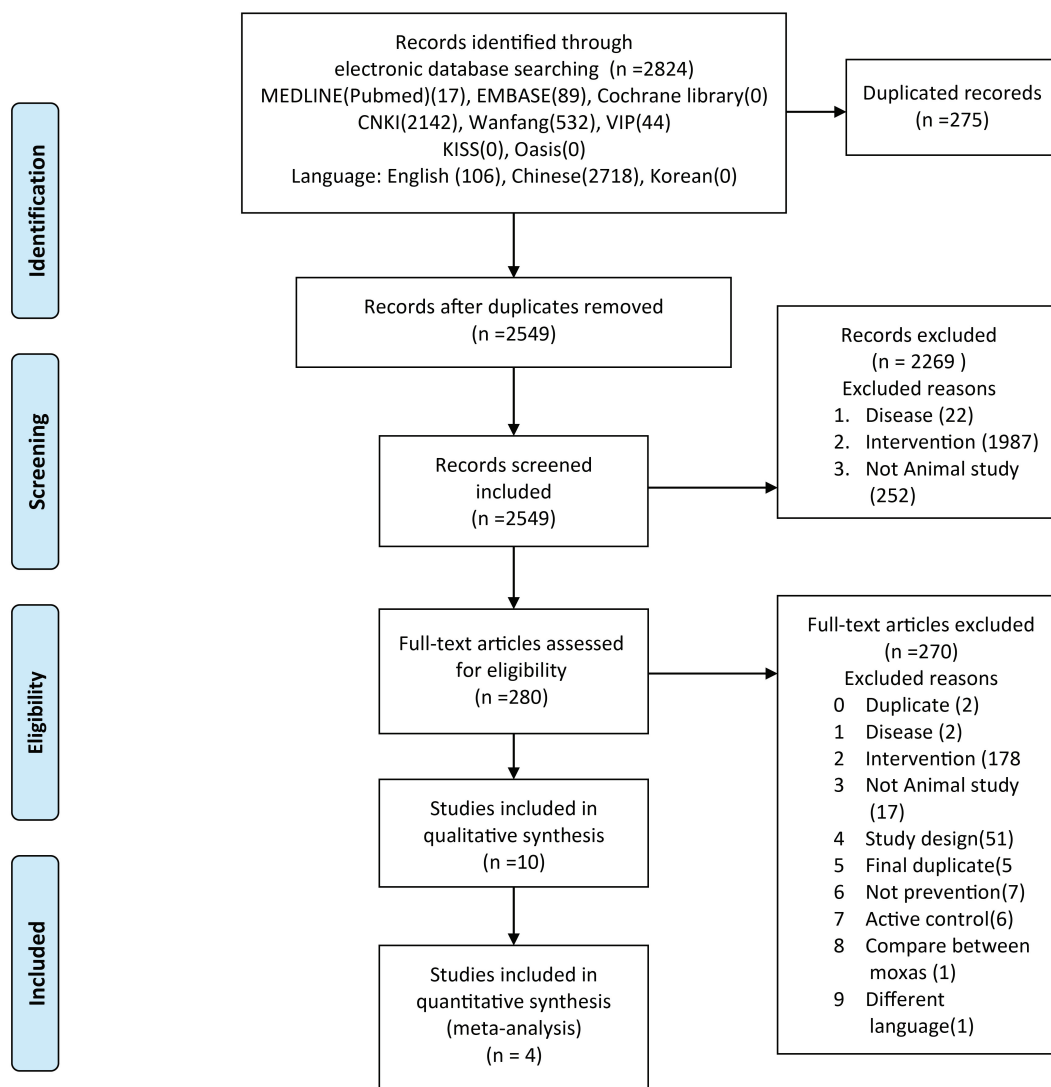 Records identified through
electronic database searching (n =2824)
MEDLINE(Pubmed)(17), EMBASE(89), Cochrane library(0)
CNKI(2142), Wanfang(532), VIP(44)
KISS(0), Oasis(0)
Language: English (106), Chinese(2718), Korean(0)
Duplicated recoreds
(n =275)
Identification
Records after duplicates removed
(n =2549)
Records excluded
(n = 2269 )
Excluded reasons
1. Disease (22)
2. Intervention (1987)
3. Not Animal study
(252)
Screening
Records screened
included
(n =2549)
Eligibility
Full-text articles assessed
for eligibility
(n =280)
Full-text articles excluded
(n =270)
Excluded reasons
0 Duplicate (2)
1 Disease (2)
2 Intervention (178
3 Not Animal study
(17)
4 Study design(51)
5 Final duplicate(5
6 Not prevention(7)
7 Active control(6)
8 Compare between
moxas (1)
9 Different
language(1)
Studies included in
qualitative synthesis
(n =10)
Included
Studies included in
quantitative synthesis
(meta-analysis)
(n = 4)